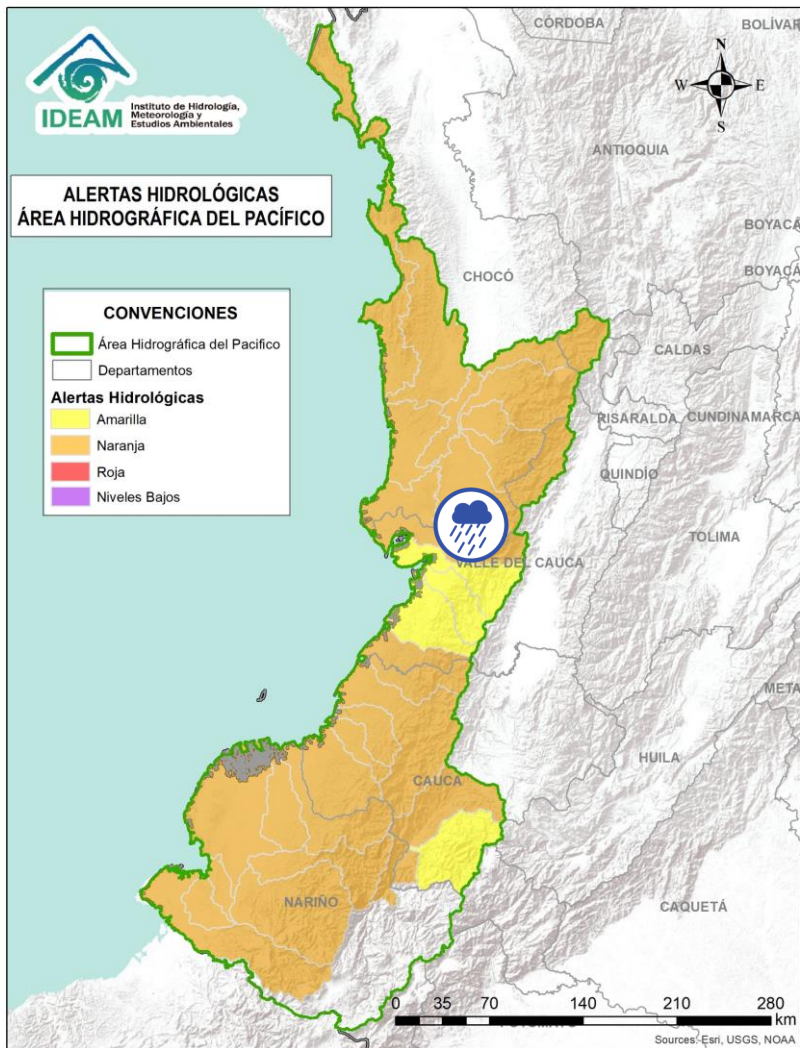 IDEAM
Instituto de Hidrología,
Meteorología y
Estudios Ambientales
ALERTAS HIDROLÓGICAS
ÁREA HIDROGRÁFICA DEL PACÍFICO
CONVENCIONES
Área Hidrográfica del Pacifico
Departamentos
Alertas Hidrológicas
Amarilla
Naranja
Roja
Niveles Bajos
N
W
E
S
CÓRDOBA
BOLÍVAR
ANTIOQUIA
BOYACÁ
BOYACÁ
CHOCÓ
CALDAS
RISARALDA
CUNDINAMARCA
QUINDÍO
TOLIMA
VALLE DEL CAUCA
META
HUILA
CAUCA
NARIÑO
CAQUETÁ
0 35 70 140 210 280
km
Sources: Esri, USGS, NOAA